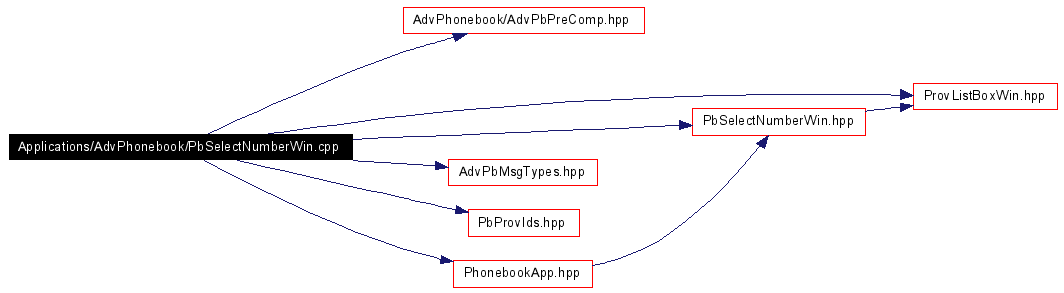 AdvPhonebook/AdvPbPreComp.hpp
ProvListBoxWin.hpp
PbSelectNumberWin.hpp
Applications/AdvPhonebook/PbSelectNumberWin.cpp
AdvPbMsgTypes.hpp
PbProvIds.hpp
PhonebookApp.hpp